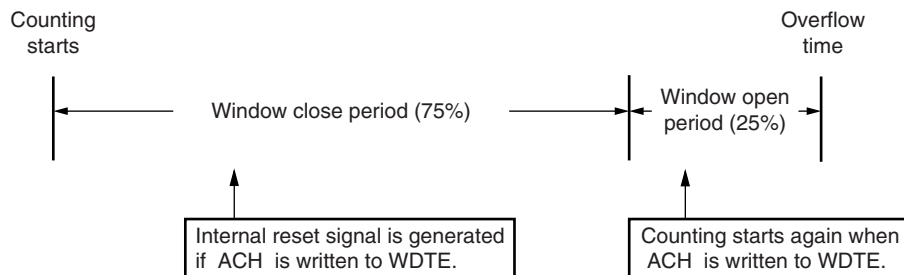 Counting
starts
Overflow
time
Window close period (75%)
Window open
period (25%)
Internal reset signal is generated
if ACH is written to WDTE.
Counting starts again when
ACH is written to WDTE.